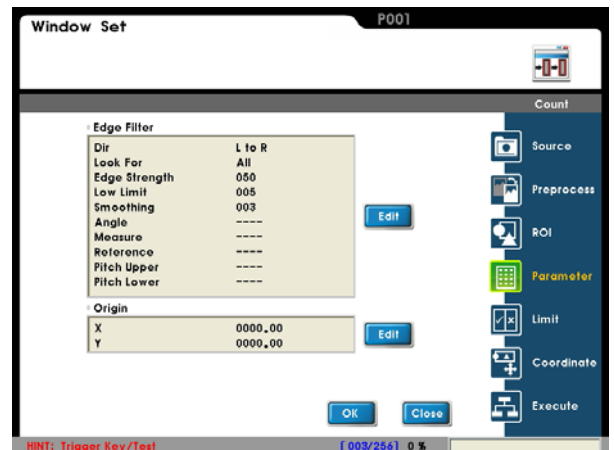 Window Set
P001
Count
Edge Filter
Dir L to R
Look For All
Edge Strength 050
Low Limit 005
Smoothing 003
Angle ----
Measure ----
Reference ----
Pitch Upper ----
Pitch Lower ----
Edit
Origin
X 0000.00
Y 0000.00
Edit
OK
Close
Source
Preprocess
ROI
Parameter
Limit
Coordinate
Execute
HINT: Trigger Key/Test
[003/256] 0 %